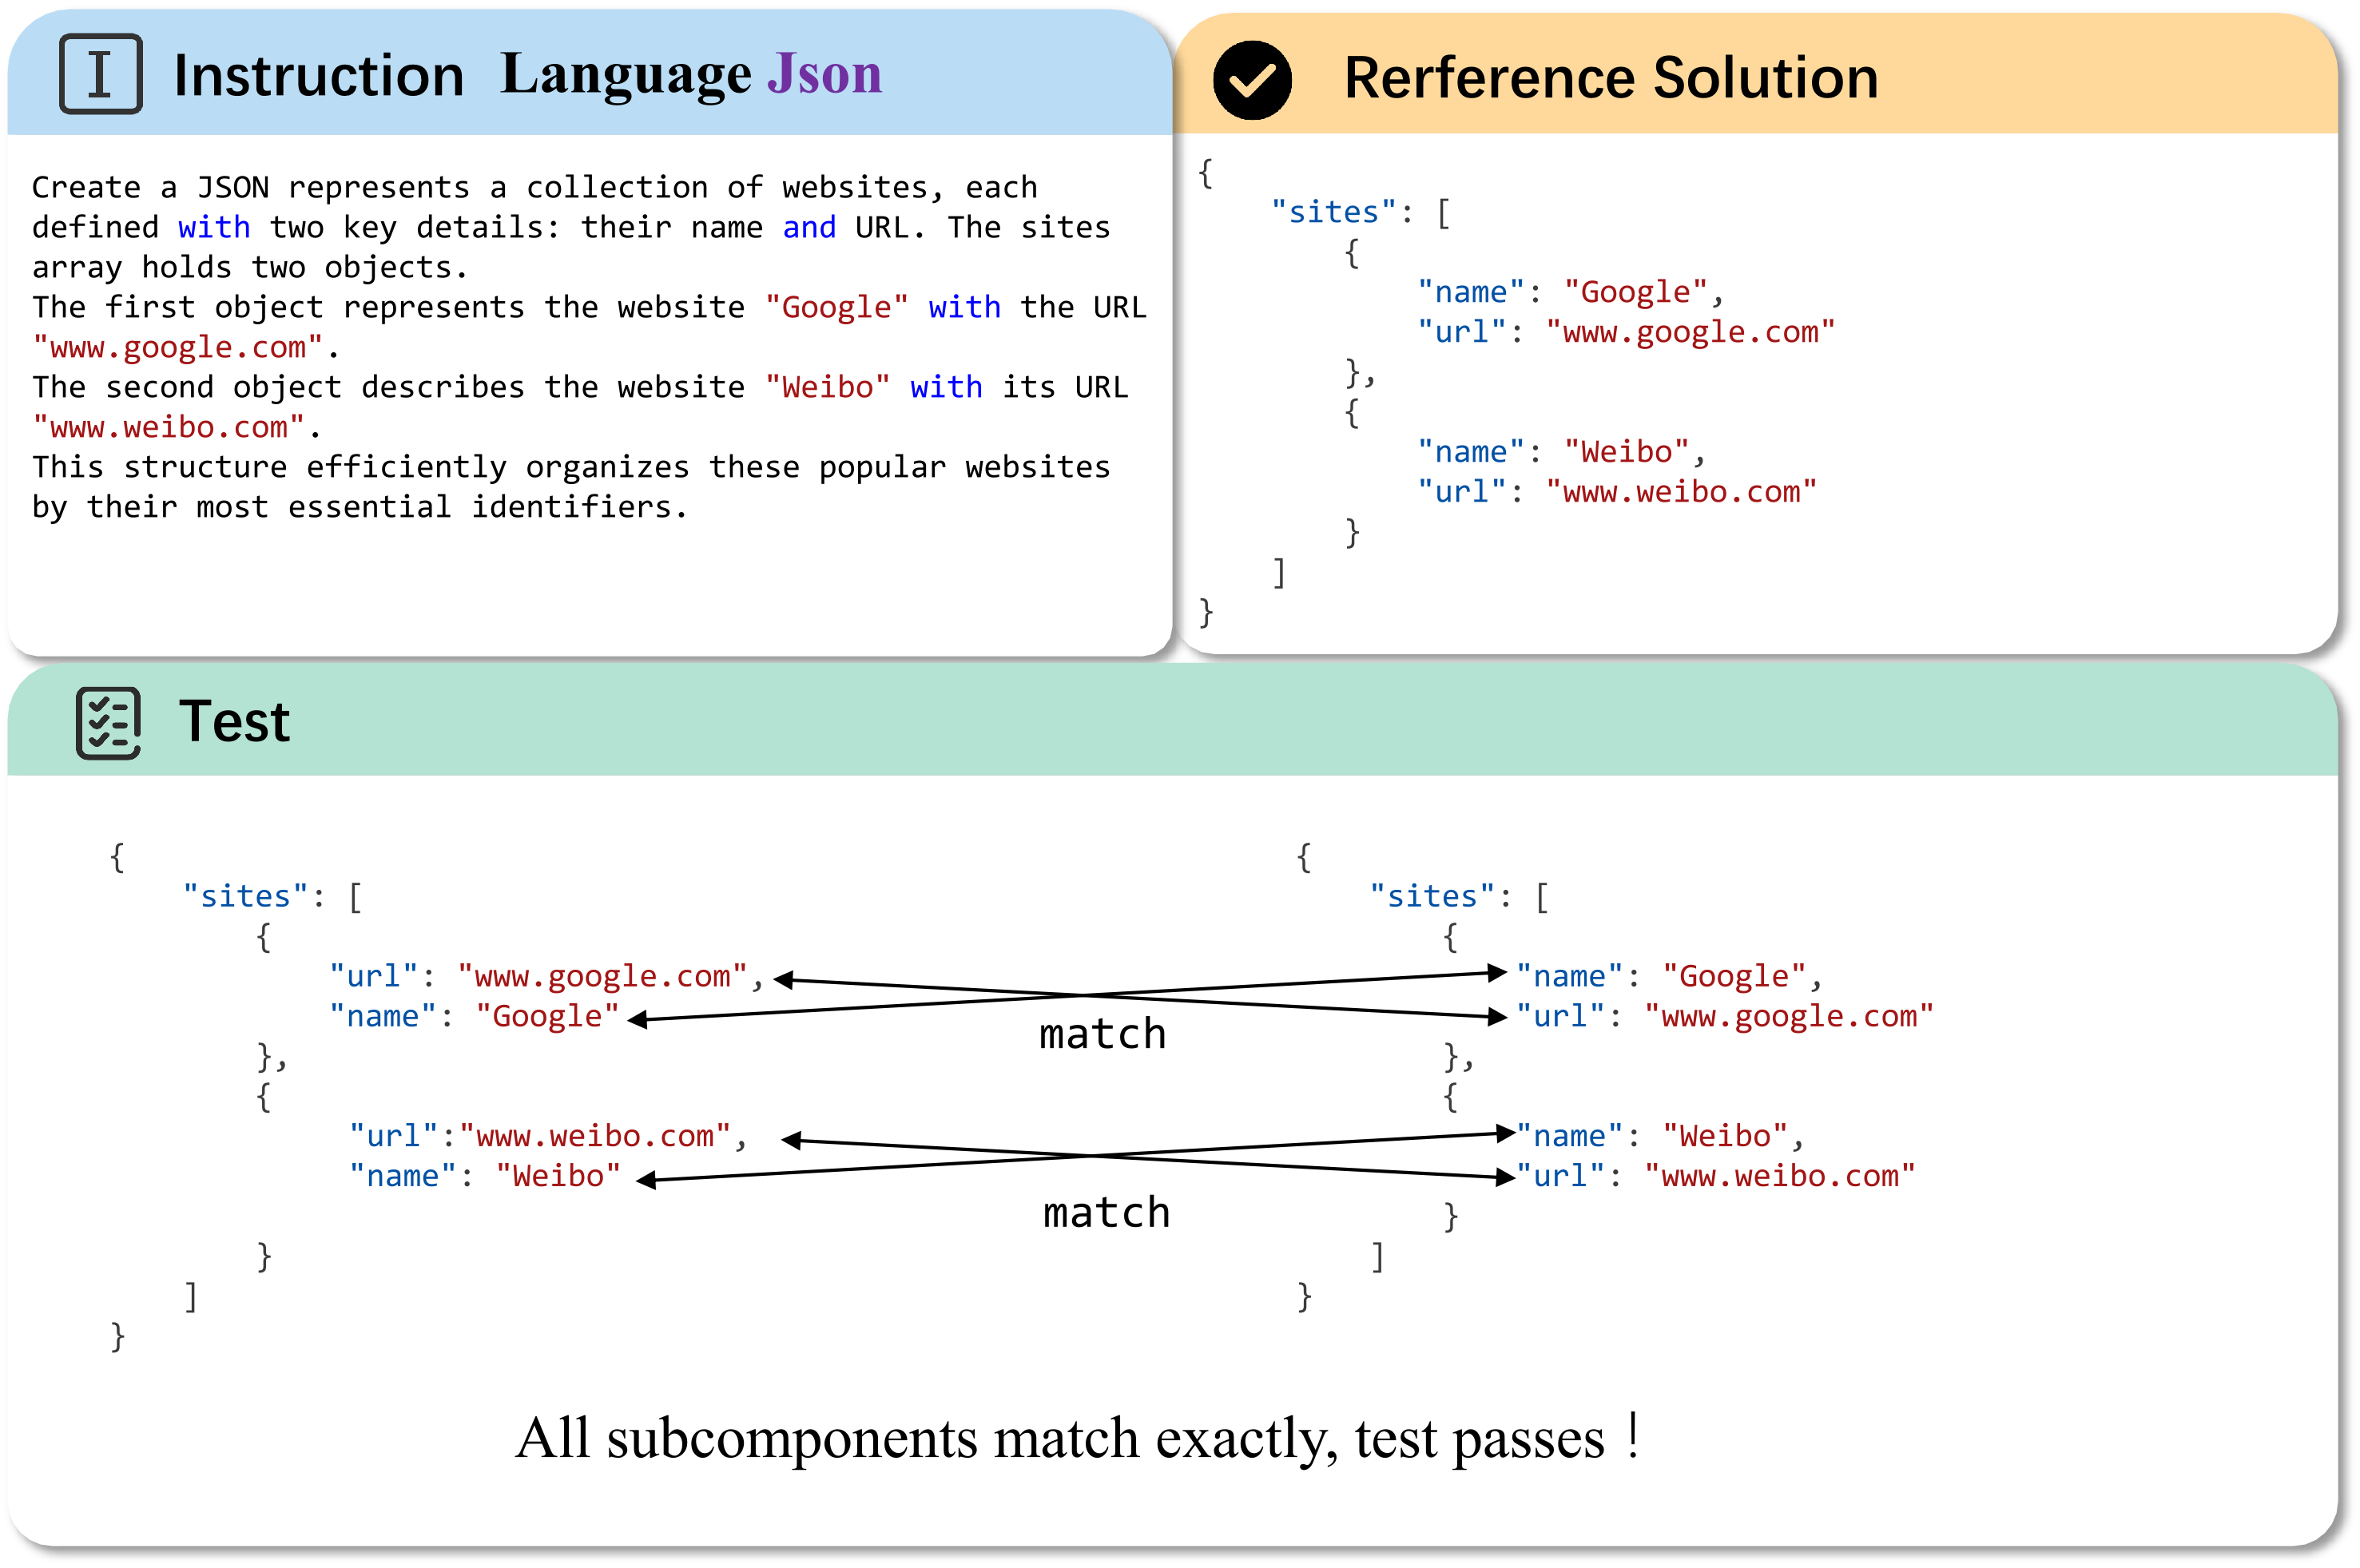 Instruction Language Json
Create a JSON represents a collection of websites, each
defined with two key details: their name and URL. The sites
array holds two objects.
The first object represents the website "Google" with the URL
"www.google.com".
The second object describes the website "Weibo" with its URL
"www.weibo.com".
This structure efficiently organizes these popular websites
by their most essential identifiers.
Rerference Solution
{
"sites": [
{
"name": "Google",
"url": "www.google.com"
},
{
"name": "Weibo",
"url": "www.weibo.com"
}
]
}
Test
{
"sites": [
{
"url": "www.google.com",
"name": "Google"
},
{
"url":"www.weibo.com",
"name": "Weibo"
}
]
}
match
match
{
"sites": [
{
"name": "Google",
"url": "www.google.com"
},
{
"name": "Weibo",
"url": "www.weibo.com"
}
]
}
All subcomponents match exactly, test passes！